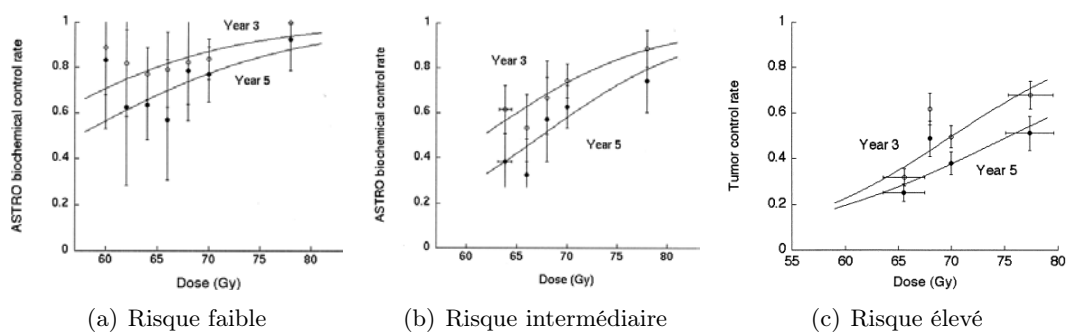 ASTRO biochemical control rate
1
0.8
0.6
0.4
0.2
0
Year 3
Year 5
60
65
70
75
80
Dose (Gy)
(a) Risque faible
ASTRO biochemical control rate
1
0.8
0.6
0.4
0.2
0
Year 3
Year 5
60
65
70
75
80
Dose (Gy)
(b) Risque intermédiaire
Tumor control rate
1
0.8
0.6
0.4
0.2
0
Year 3
Year 5
55
60
65
70
75
80
Dose (Gy)
(c) Risque élevé